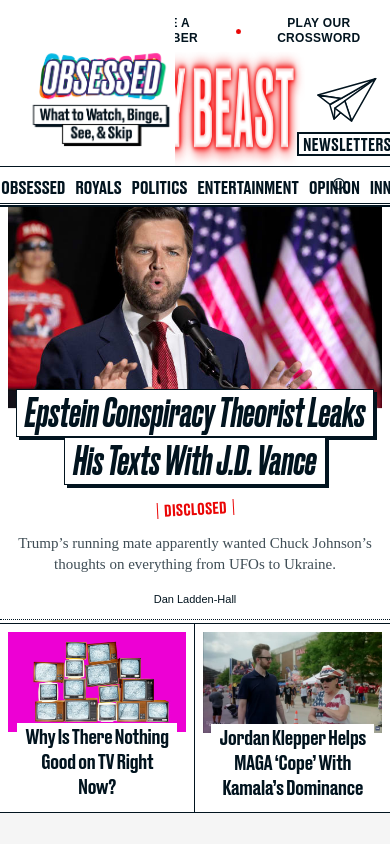 E A
BER
PLAY OUR
CROSSWORD
OBSESSED
What to Watch, Binge,
See, & Skip
Y BEAST
NEWSLETTERS
OBSESSED ROYALS POLITICS ENTERTAINMENT OPINION INN
Epstein Conspiracy Theorist Leaks
His Texts With J.D. Vance
DISCLOSED
Trump’s running mate apparently wanted Chuck Johnson’s
thoughts on everything from UFOs to Ukraine.
Dan Ladden-Hall
Why Is There Nothing
Good on TV Right
Now?
Jordan Klepper Helps
MAGA ‘Cope’ With
Kamala’s Dominance